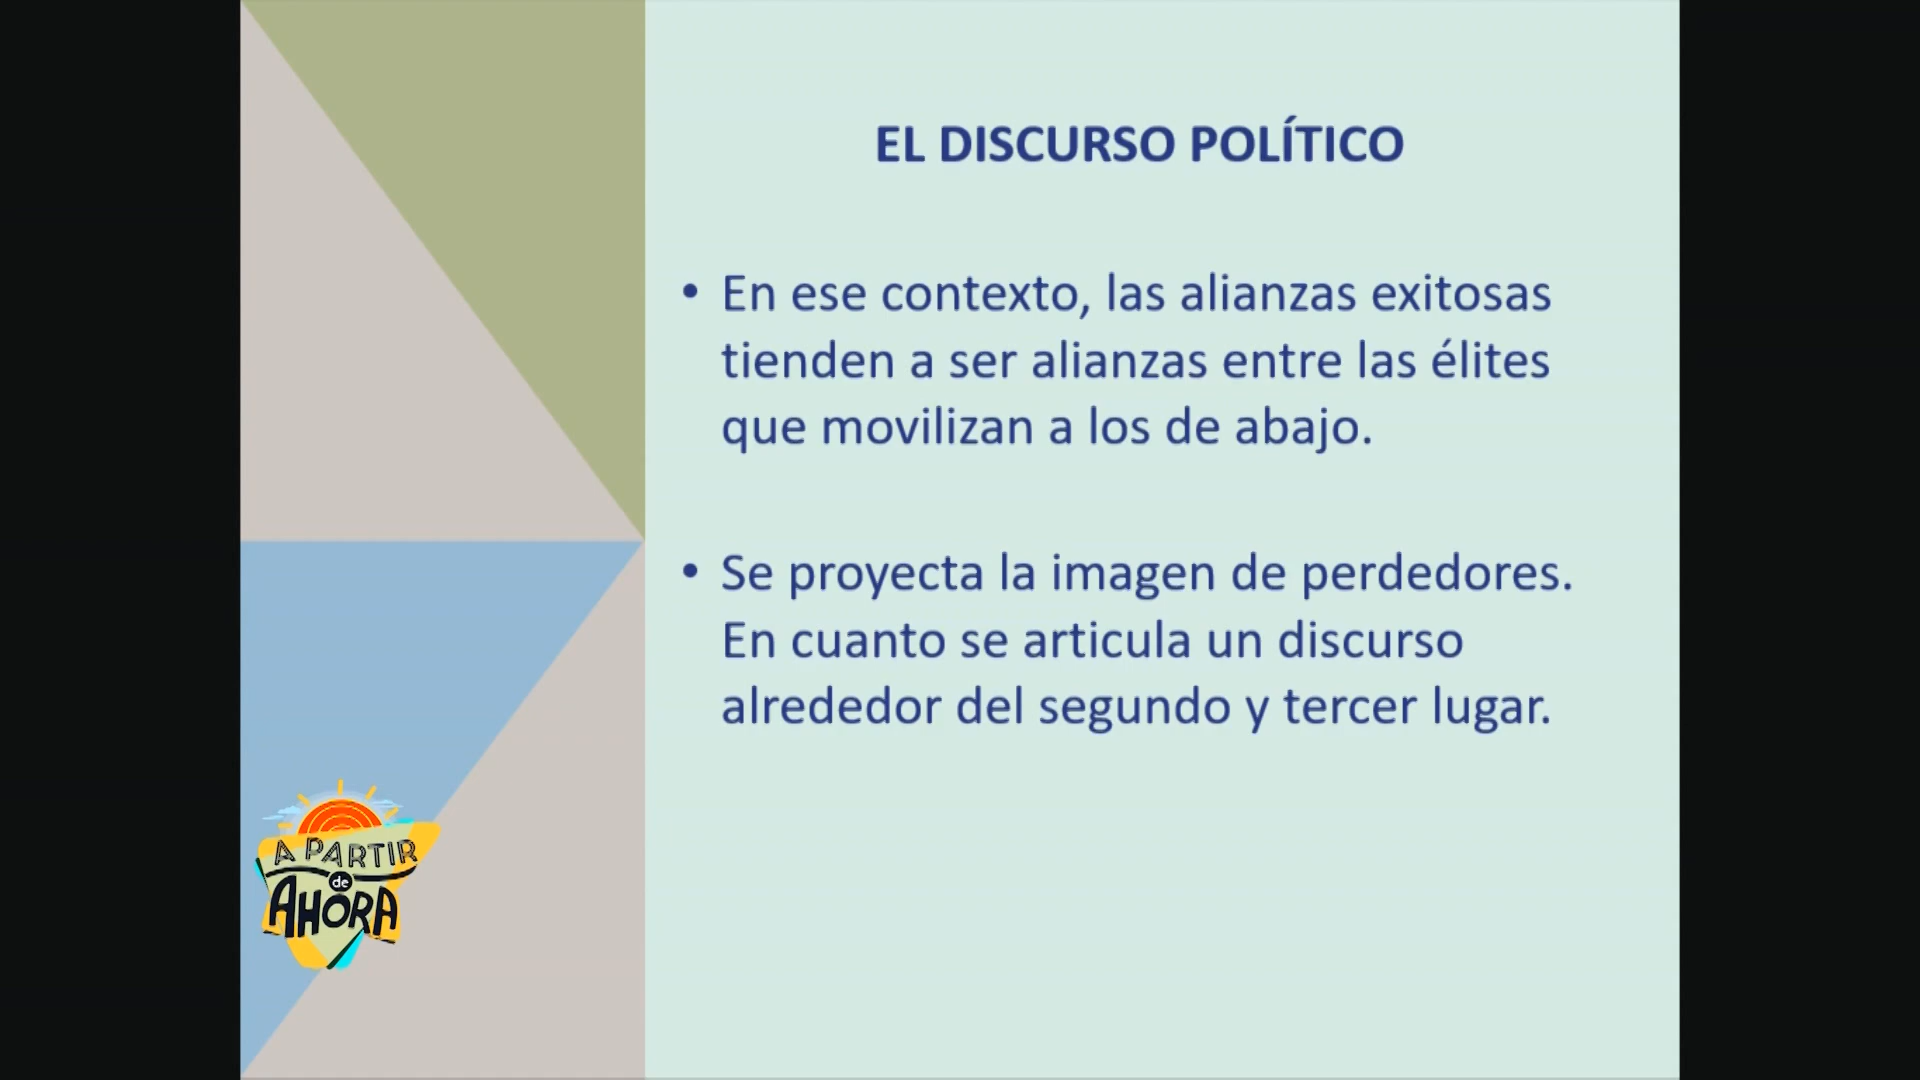 EL DISCURSO POLÍTICO
• En ese contexto, las alianzas exitosas
tienden a ser alianzas entre las élites
que movilizan a los de abajo.
• Se proyecta la imagen de perdedores.
En cuanto se articula un discurso
alrededor del segundo y tercer lugar.
A PARTIR
de
AHORA